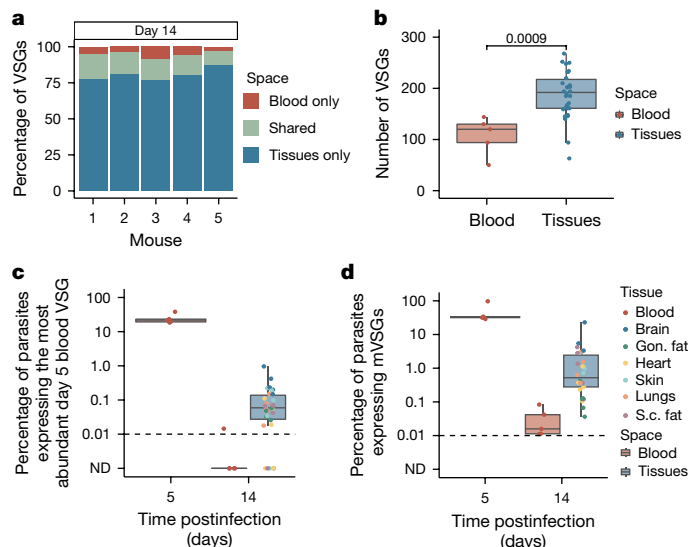 a
Day 14
Percentage of VSGs
100
75
50
25
0
1 2 3 4 5
Mouse
Space
Blood only
Shared
Tissues only
b
Number of VSGs
300
200
100
0
0.0009
Blood Tissues
Space
Blood
Tissues
c
Percentage of parasites
expressing the most
abundant day 5 blood VSG
100
10
1.0
0.1
0.01
ND
5 14
Time postinfection
(days)
d
Percentage of parasites
expressing mVSGs
100
10
1.0
0.1
0.01
ND
5 14
Time postinfection
(days)
Tissue
Blood
Brain
Gon. fat
Heart
Skin
Lungs
S.c. fat
Space
Blood
Tissues